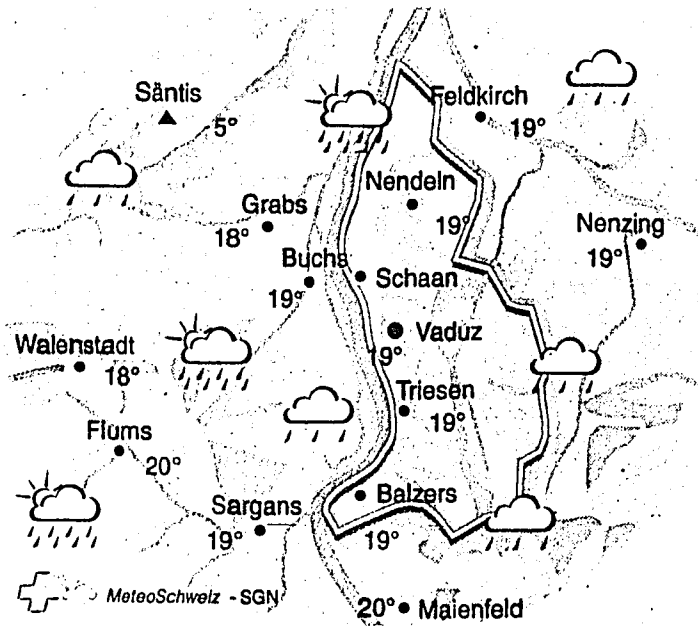 Säntis
5°
Feldkirch
19°
Nendeln
19°
Grabs
18°
Nenzing
19°
Buchs
19°
Schaan
Vaduz
9°
Walenstadt
18°
Triesen
19°
Flums
20°
Balzers
19°
Sargans
19°
MeteoSchweiz - SGN
20° Maienfeld